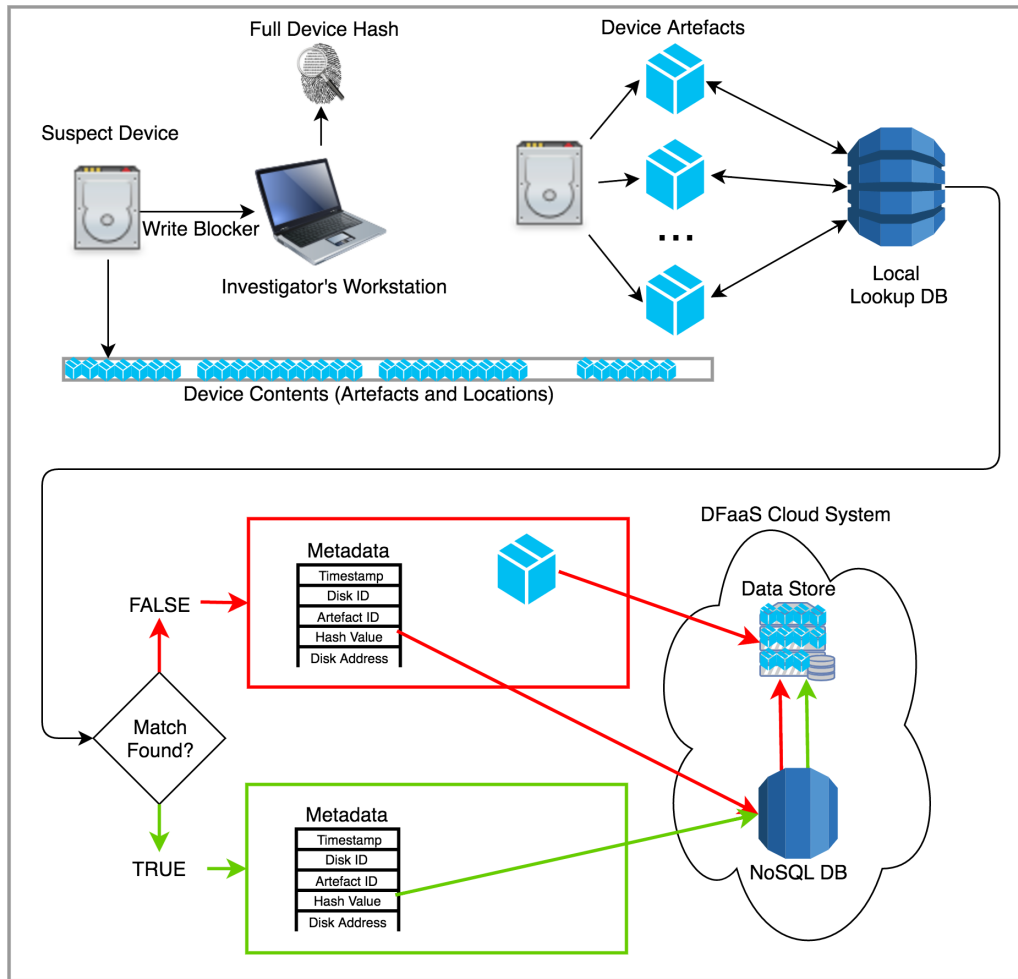 Full Device Hash
Device Artefacts
Suspect Device
Write Blocker
Investigator's Workstation
...
Local
Lookup DB
Device Contents (Artefacts and Locations)
DFaaS Cloud System
Metadata
Timestamp
Disk ID
Artefact ID
Hash Value
Disk Address
Data Store
FALSE
Match
Found?
TRUE
Metadata
Timestamp
Disk ID
Artefact ID
Hash Value
Disk Address
NoSQL DB